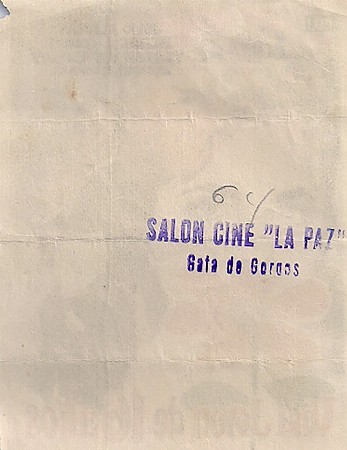 64
SALON CINE "LA PAZ"
Gata de Gorgos